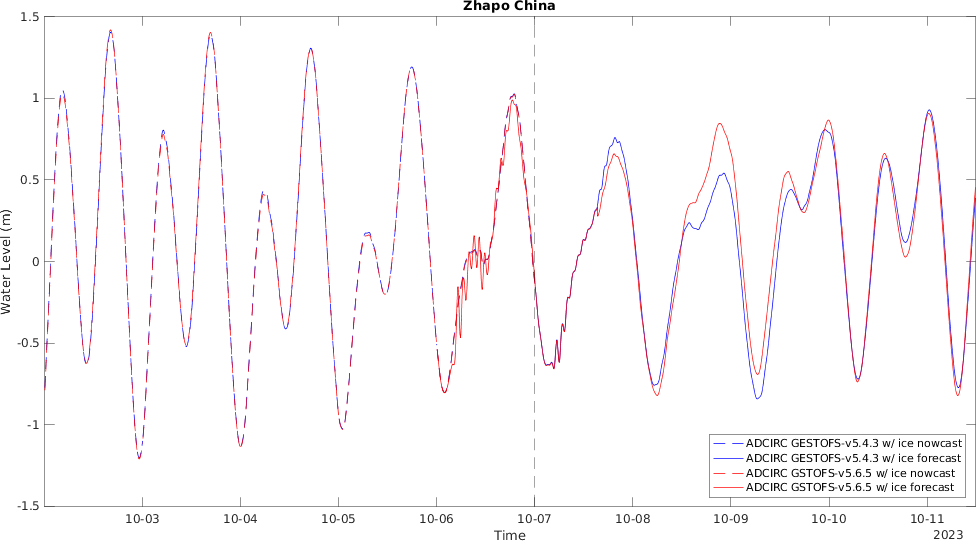 Zhapo China
1.5
1
0.5
0
-0.5
-1
-1.5
Water Level (m)
10-03 10-04 10-05 10-06 10-07 10-08 10-09 10-10 10-11
Time
2023
ADCIRC GESTOFS-v5.4.3 w/ ice nowcast
ADCIRC GESTOFS-v5.4.3 w/ ice forecast
ADCIRC GSTOFS-v5.6.5 w/ ice nowcast
ADCIRC GSTOFS-v5.6.5 w/ ice forecast